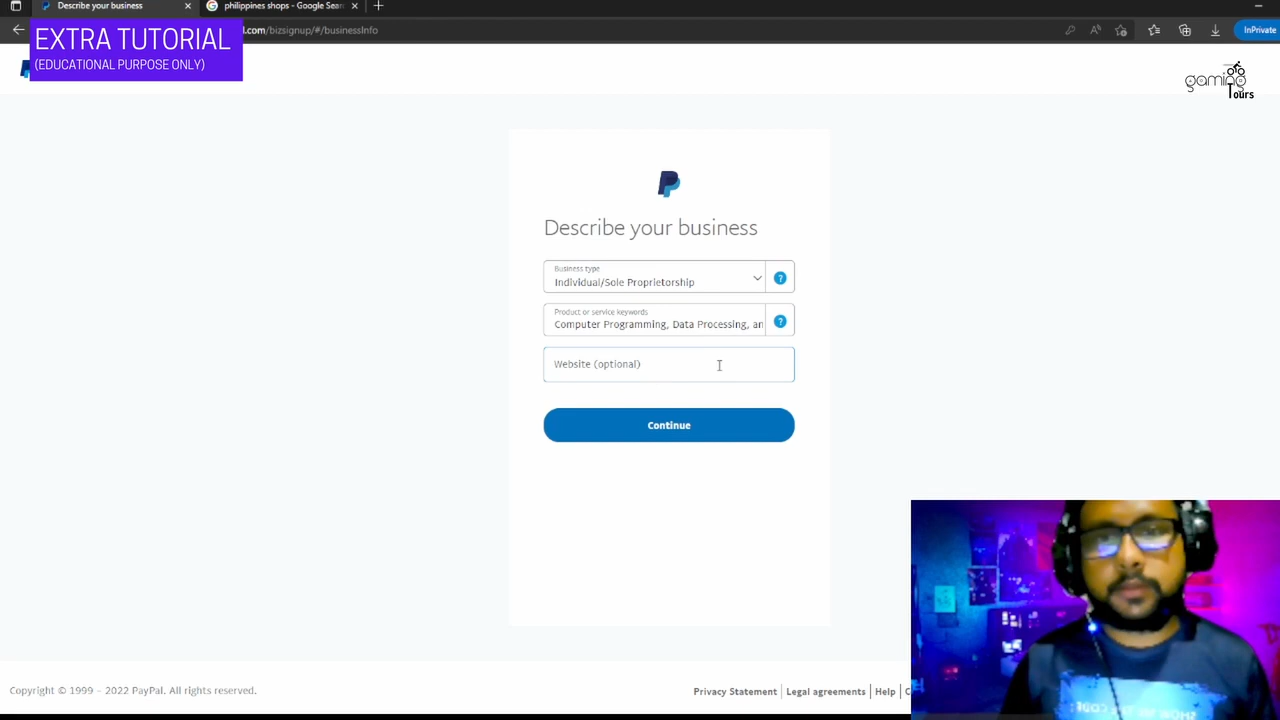 Describe your business
philippines shops - Google Sear
EXTRA TUTORIAL
(EDUCATIONAL PURPOSE ONLY)
.com/bizsignup/#/businessInfo
InPrivate
gaming
Tours
Describe your business
Business type
Individual/Sole Proprietorship
Product or service keywords
Computer Programming, Data Processing, an
Website (optional)
Continue
Copyright © 1999 - 2022 PayPal. All rights reserved.
Privacy Statement
Legal agreements
Help